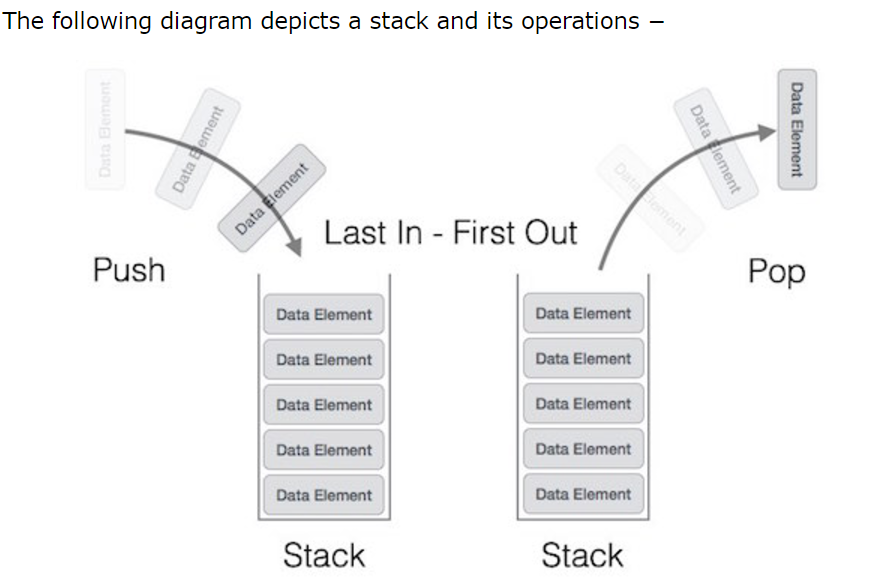 The following diagram depicts a stack and its operations −
Data Element
Data Element
Data Element
Data Element
Data Element
Data Element
Last In - First Out
Push
Pop
Data Element
Data Element
Data Element
Data Element
Data Element
Data Element
Data Element
Data Element
Data Element
Data Element
Stack
Stack